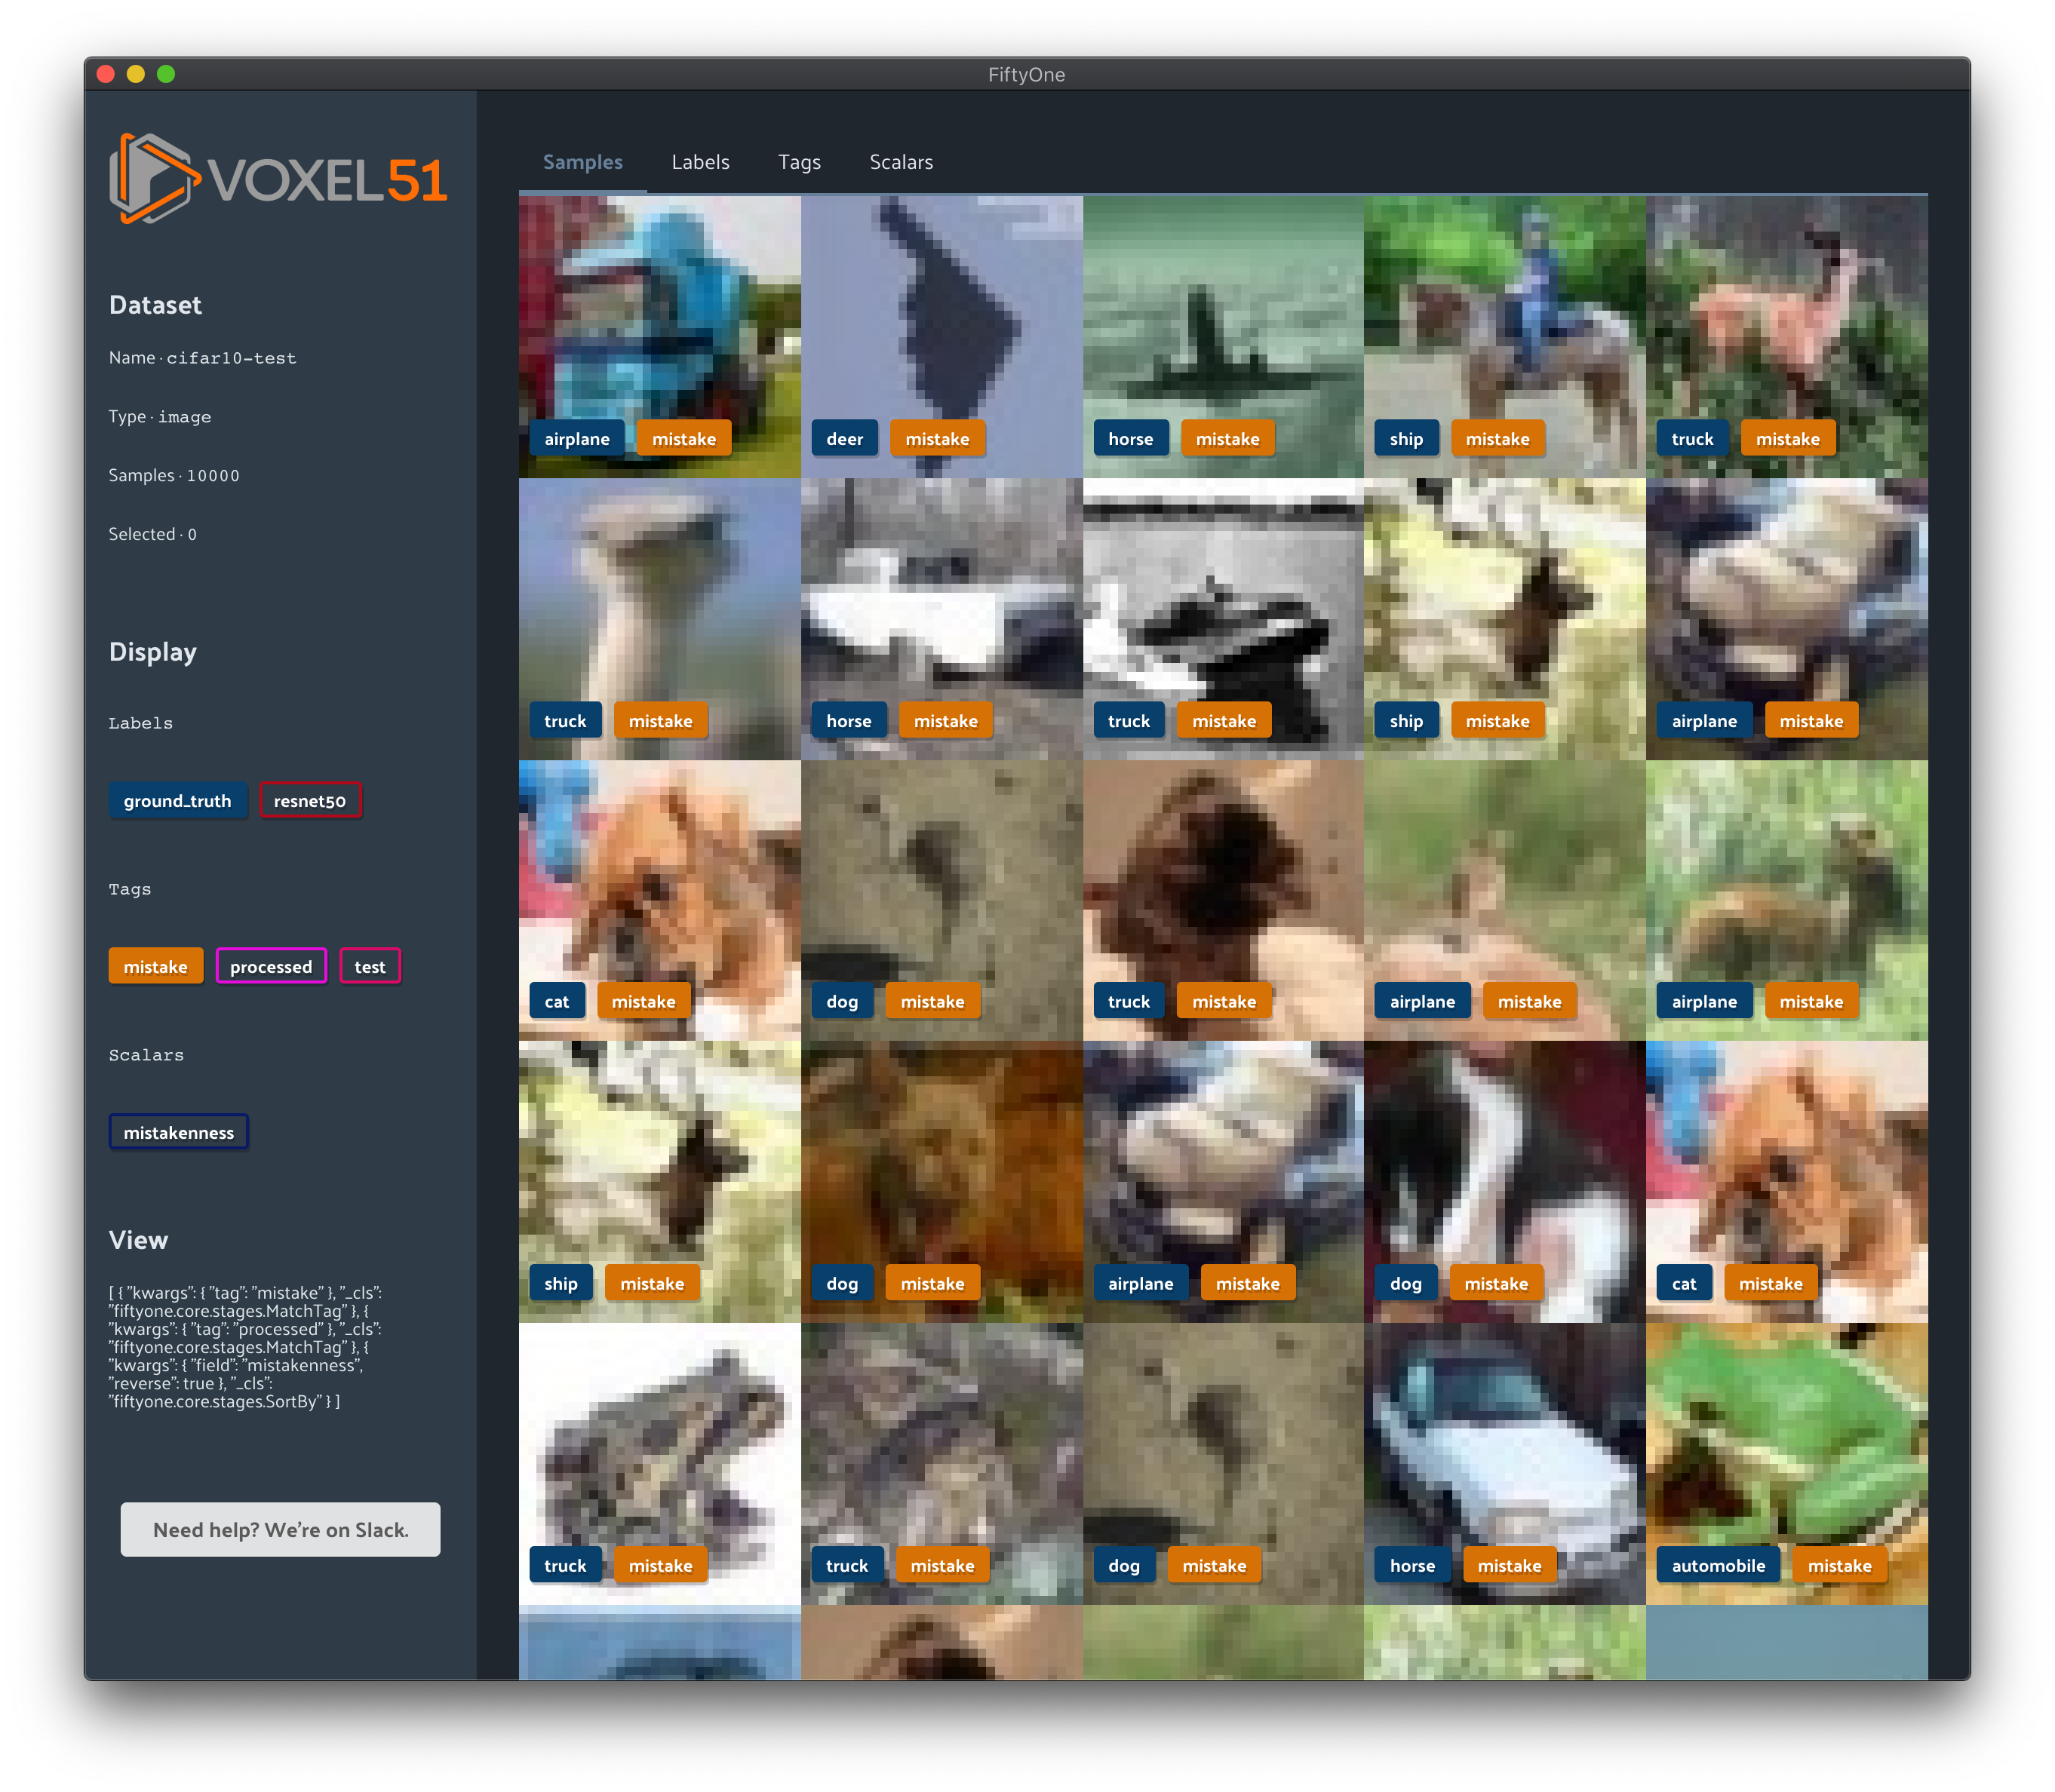 FiftyOne
VOXEL51
Samples Labels Tags Scalars
Dataset
Name · cifar10-test
Type · image
Samples · 10000
Selected · 0
Display
Labels
ground_truth resnet50
Tags
mistake processed test
Scalars
mistakenness
View
[ { "kwargs": { "tag": "mistake" }, "_cls":
"fiftyone.core.stages.MatchTag" }, {
"kwargs": { "tag": "processed" }, "_cls":
"fiftyone.core.stages.MatchTag" }, {
"kwargs": { "field": "mistakenness",
"reverse": true }, "_cls":
"fiftyone.core.stages.SortBy" } ]
Need help? We're on Slack.
airplane mistake deer mistake horse mistake ship mistake truck mistake
truck mistake horse mistake truck mistake ship mistake airplane mistake
cat mistake dog mistake truck mistake airplane mistake airplane mistake
ship mistake dog mistake airplane mistake dog mistake cat mistake
truck mistake truck mistake dog mistake horse mistake automobile mistake